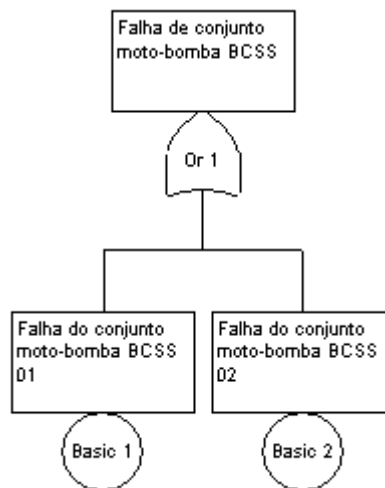 Falha de conjunto
moto-bomba BCSS
Or 1
Falha do conjunto
moto-bomba BCSS
01
Falha do conjunto
moto-bomba BCSS
02
Basic 1
Basic 2